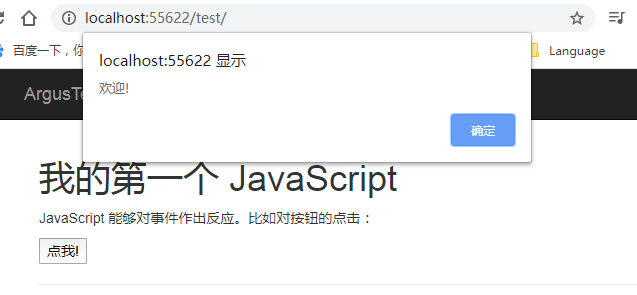 localhost:55622/test/
百度一下，你
Language
localhost:55622 显示
欢迎!
确定
ArgusTe
我的第一个 JavaScript
JavaScript 能够对事件作出反应。比如对按钮的点击：
点我!